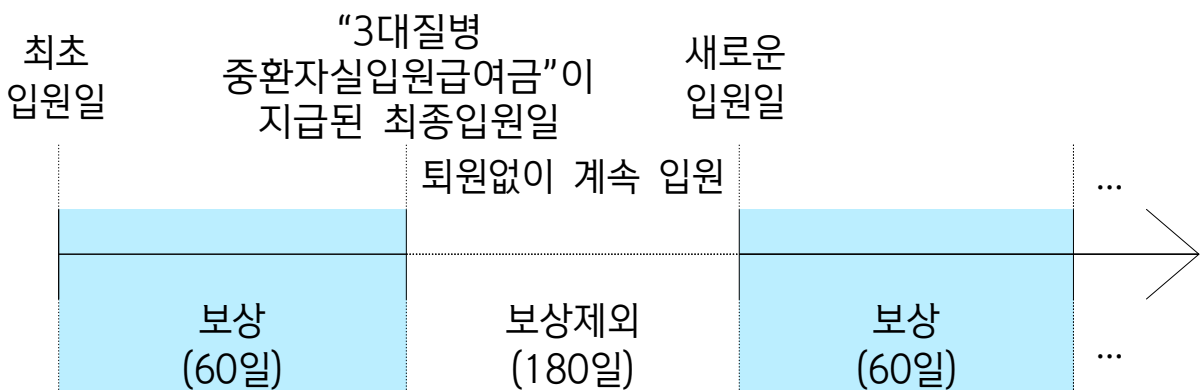 최초
입원일
“3대질병
중환자실입원급여금”이
지급된 최종입원일
새로운
입원일
퇴원없이 계속 입원
...
보상
(60일)
보상제외
(180일)
보상
(60일)
...